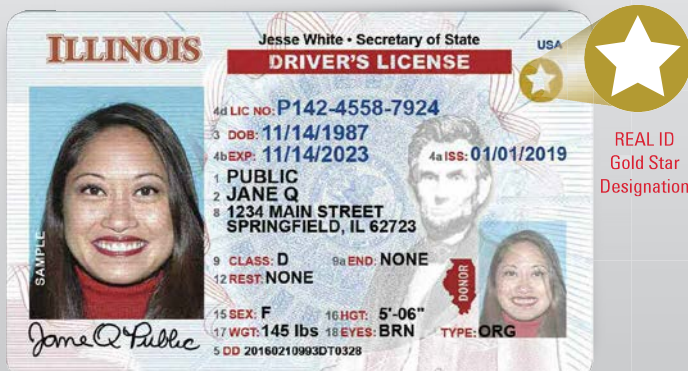 ILLINOIS
Jesse White • Secretary of State
USA
DRIVER'S LICENSE
4d LIC NO: P142-4558-7924
3 DOB: 11/14/1987
4b EXP: 11/14/2023 4a ISS: 01/01/2019
1 PUBLIC
2 JANE Q
8 1234 MAIN STREET
SPRINGFIELD, IL 62723
9 CLASS: D 9a END: NONE
12 REST: NONE
15 SEX: F 16 HGT: 5'-06"
17 WGT: 145 lbs 18 EYES: BRN TYPE: ORG
5 DD 20160210993DT0328
SAMPLE
Jane Q Public
DONOR
REAL ID
Gold Star
Designation